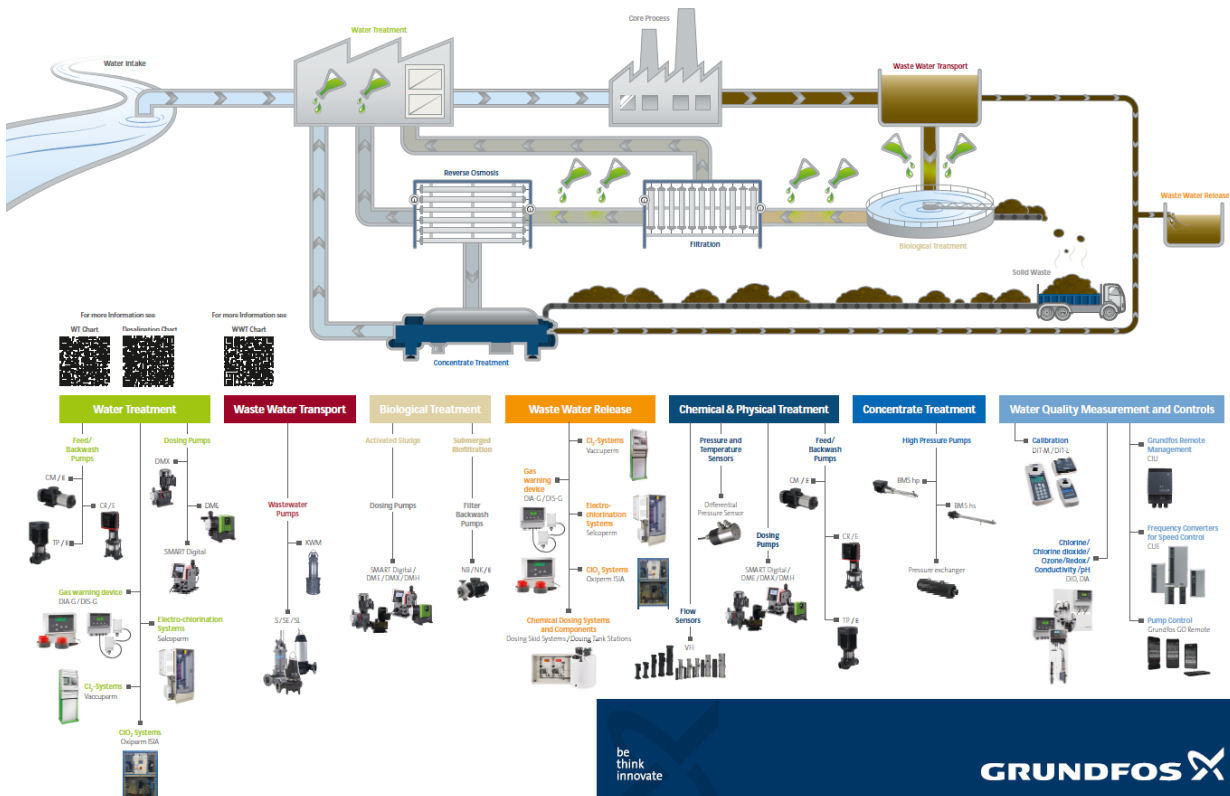 Core Process
Water Treatment
Water Intake
Waste Water Transport
Reverse Osmosis
Waste Water Release
Filtration
Biological Treatment
Solid Waste
For more Information see
For more Information see
WT Chart
Desalination Chart
WWT Chart
Concentrate Treatment
Water Treatment
Feed/
Backwash
Pumps
CM / E
CR / E
TP / E
Dosing Pumps
DMX
DME
SMART Digital
Gas warning device
DIA-G / DIS-G
Electro-chlorination
Systems
Selcoperm
Cl₂-Systems
Vaccuperm
ClO₂ Systems
Oxiperm ISIA
Waste Water Transport
Wastewater
Pumps
KWM
S / SE / SL
Biological Treatment
Activated Sludge
Dosing Pumps
SMART Digital /
DME / DMX / DMH
Submerged
Biofiltration
Filter
Backwash
Pumps
NB / NK / E
Waste Water Release
Cl₂-Systems
Vaccuperm
Gas
warning
device
DIA-G / DIS-G
Electro-
chlorination
Systems
Selcoperm
ClO₂ Systems
Oxiperm ISIA
Chemical Dosing Systems
and Components
Dosing Skid Systems / Dosing Tank Stations
Chemical & Physical Treatment
Pressure and
Temperature
Sensors
Differential
Pressure Sensor
Flow
Sensors
VFI
Dosing
Pumps
SMART Digital /
DME / DMX / DMH
Feed/
Backwash
Pumps
CM / E
CR / E
TP / E
Concentrate Treatment
High Pressure Pumps
BMS hp
BMS hs
Pressure exchanger
Water Quality Measurement and Controls
Calibration
DIT-M / DIT-L
Chlorine/
Chlorine dioxide/
Ozone/Redox/
Conductivity /pH
DID, DIA
Grundfos Remote
Management
CIU
Frequency Converters
for Speed Control
CUE
Pump Control
Grundfos GO Remote
be
think
innovate
GRUNDFOS